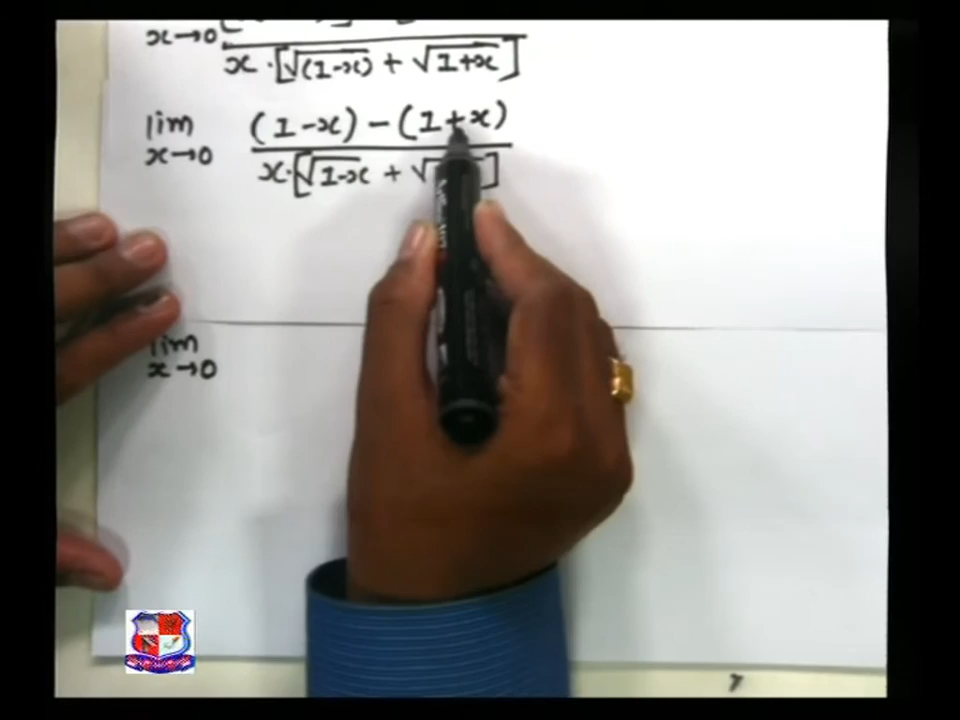 x→0 x·[√(1-x) + √1+x]
lim (1-x) - (1+x)
x→0 x·[√1-x + √ ]
lim
x→0